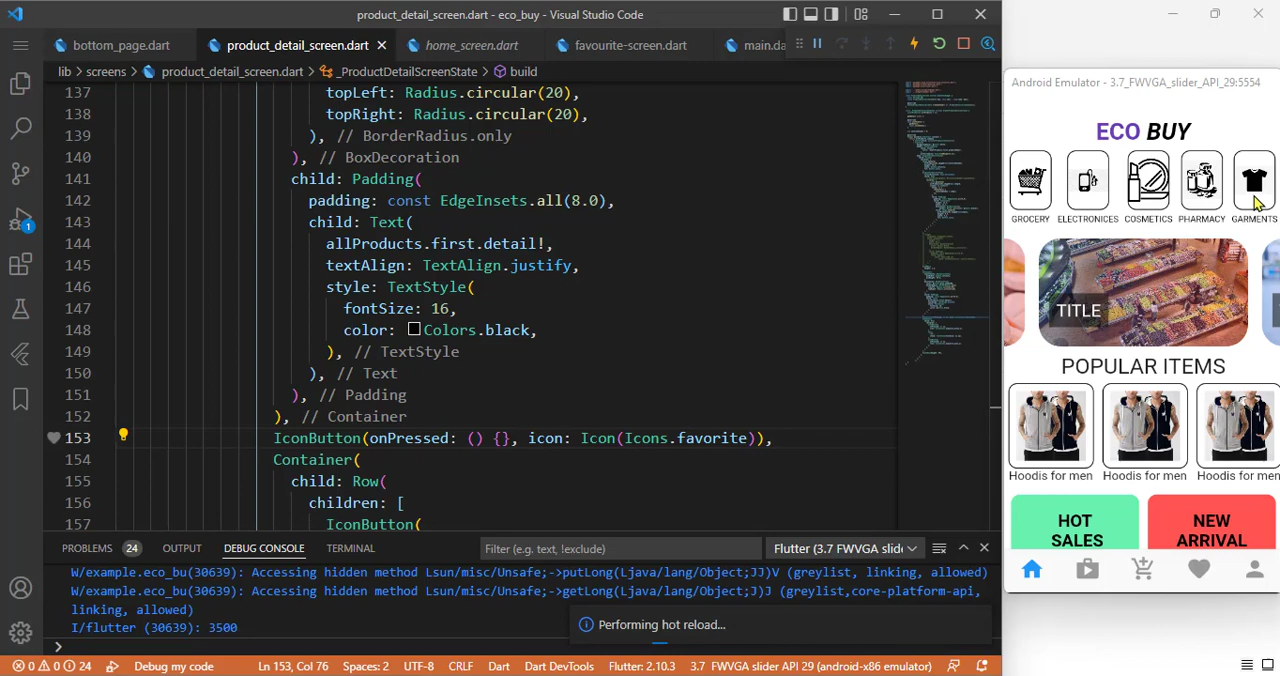 product_detail_screen.dart - eco_buy - Visual Studio Code
bottom_page.dart
product_detail_screen.dart
home_screen.dart
favourite-screen.dart
main.da
lib > screens > product_detail_screen.dart > _ProductDetailScreenState > build
137 topLeft: Radius.circular(20),
138 topRight: Radius.circular(20),
139 ), // BorderRadius.only
140 ), // BoxDecoration
141 child: Padding(
142 padding: const EdgeInsets.all(8.0),
143 child: Text(
144 allProducts.first.detail!,
145 textAlign: TextAlign.justify,
146 style: TextStyle(
147 fontSize: 16,
148 color: Colors.black,
149 ), // TextStyle
150 ), // Text
151 ), // Padding
152 ), // Container
153 IconButton(onPressed: () {}, icon: Icon(Icons.favorite)),
154 Container(
155 child: Row(
156 children: [
157 IconButton(
PROBLEMS 24 OUTPUT DEBUG CONSOLE TERMINAL
Filter (e.g. text, !exclude)
Flutter (3.7 FWVGA slid
W/example.eco_bu(30639): Accessing hidden method Lsun/misc/Unsafe;->putLong(Ljava/lang/Object;JJ)V (greylist, linking, allowed)
W/example.eco_bu(30639): Accessing hidden method Lsun/misc/Unsafe;->getLong(Ljava/lang/Object;J)J (greylist,core-platform-api,
linking, allowed)
I/flutter (30639): 3500
Performing hot reload...
1
0 0 24 Debug my code
Ln 153, Col 76 Spaces: 2 UTF-8 CRLF Dart Dart DevTools Flutter: 2.10.3 3.7 FWVGA slider API 29 (android-x86 emulator)
Android Emulator - 3.7_FWVGA_slider_API_29:5554
ECO BUY
GROCERY ELECTRONICES COSMETICS PHARMACY GARMENTS
TITLE
POPULAR ITEMS
Hoodis for men Hoodis for men Hoodis for men
HOT
SALES
NEW
ARRIVAL